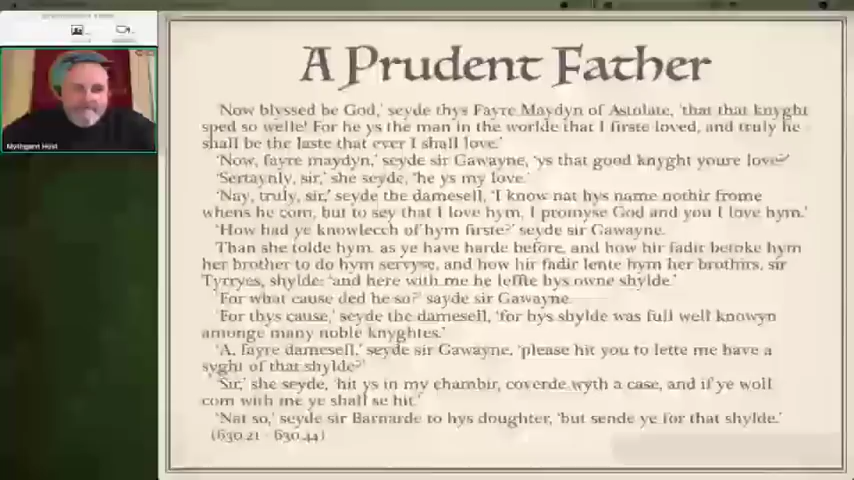 A Prudent Father
'Now blyssed be God,' seyde thys Fayre Maydyn of Astolate, 'that that knyght
sped so welle! For he ys the man in the worlde that I firste loved, and truly he
shall be the laste that ever I shall love.'
'Now, fayre maydyn,' seyde sir Gawayne, 'ys that good knyght youre love?'
'Sertaynly, sir,' she seyde, 'he ys my love.'
'Nay, truly, sir,' seyde the damesell, 'I know nat hys name nothir frome
whens he com, but to sey that I love hym, I promyse God and you I love hym.'
'How had ye knowlecch of hym firste?' seyde sir Gawayne.
Than she tolde hym, as ye have harde before, and how hir fadir betoke hym
her brother to do hym servyse, and how hir fadir lente hym her brothirs, sir
Tyrryes, shylde: 'and here with me he leffte hys owne shylde.'
'For what cause ded he so?' sayde sir Gawayne.
'For thys cause,' seyde the damesell, 'for hys shylde was full well knowyn
amonge many noble knyghtes.'
'A, fayre damesell,' seyde sir Gawayne, 'please hit you to lette me have a
syght of that shylde?'
'Sir,' she seyde, 'hit ys in my chambir, coverde wyth a case, and if ye woll
com with me ye shall se hit.'
'Nat so,' seyde sir Barnarde to hys doughter, 'but sende ye for that shylde.'
(630.21 - 630.44)
Mythgard Host